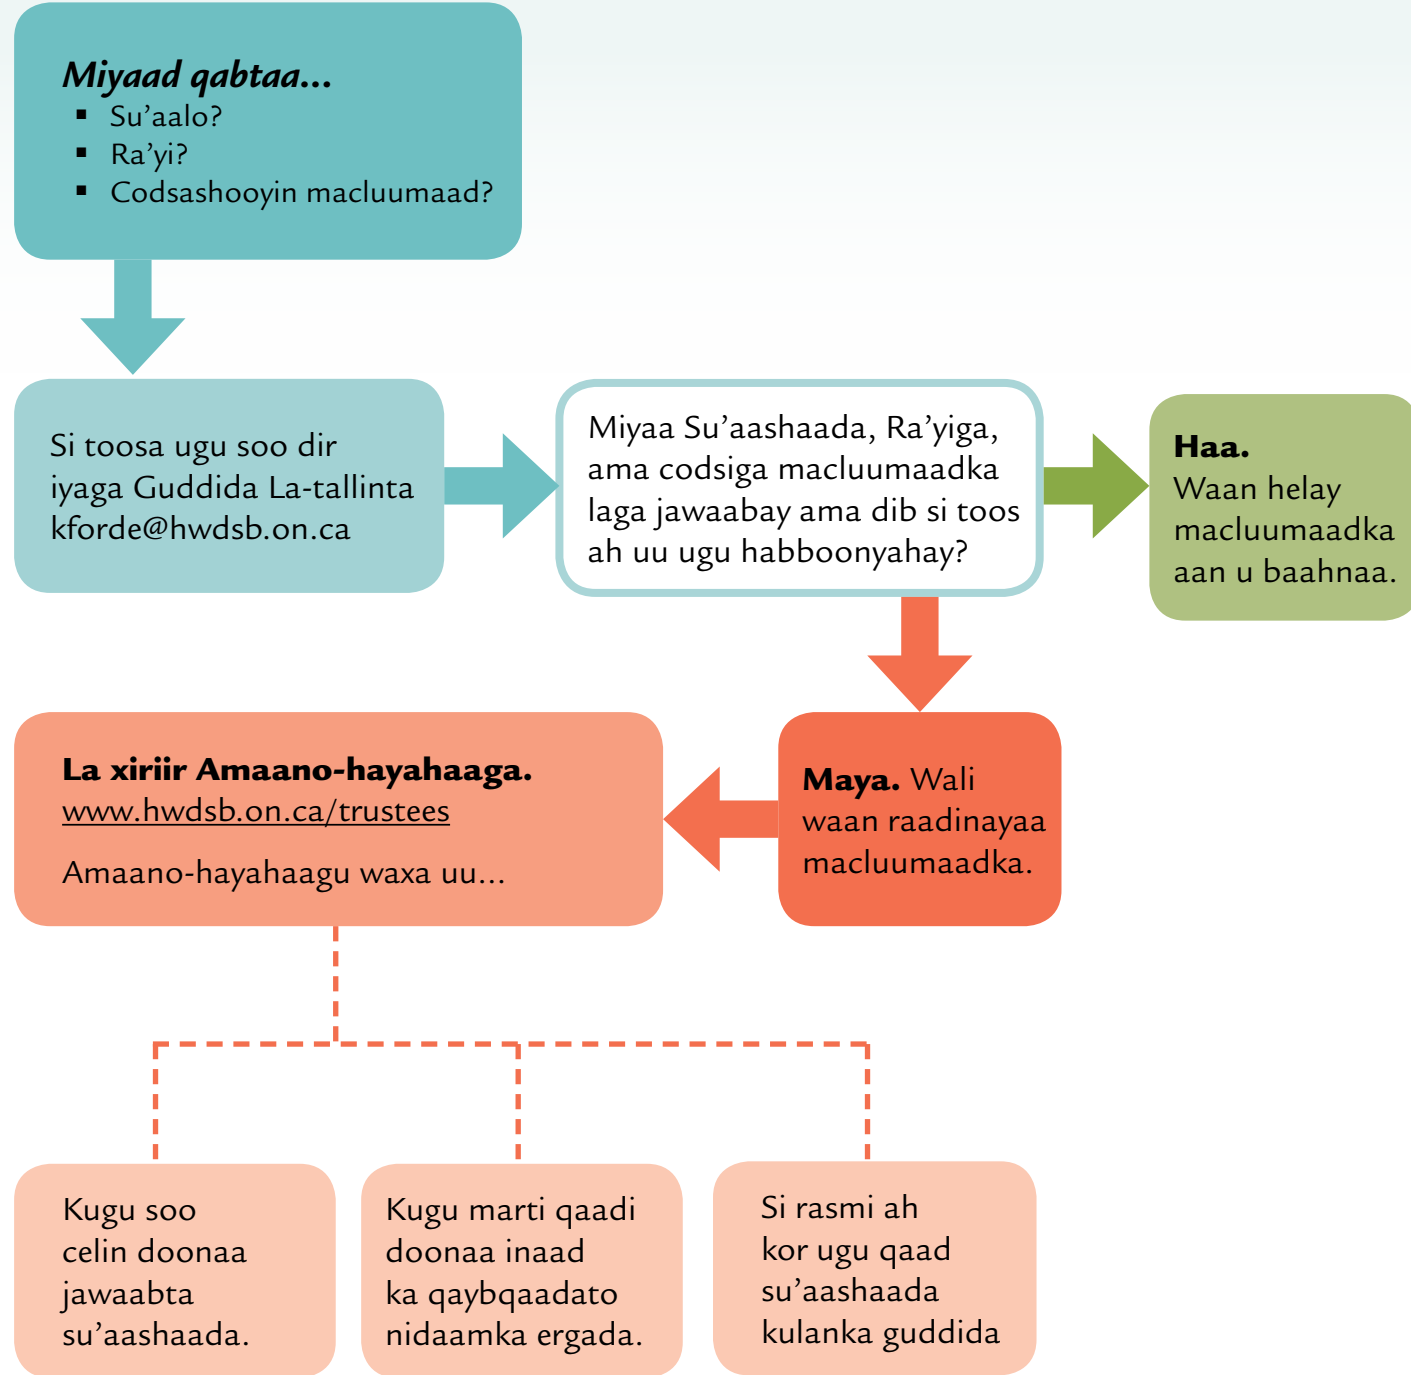 Miyaad qabtaa...
▪ Su’aalo?
▪ Ra’yi?
▪ Codsashooyin macluumaad?
Si toosa ugu soo dir
iyaga Guddida La-tallinta
kforde@hwdsb.on.ca
Miyaa Su’aashaada, Ra’yiga,
ama codsiga macluumaadka
laga jawaabay ama dib si toos
ah uu ugu habboonyahay?
Haa.
Waan helay
macluumaadka
aan u baahnaa.
Maya. Wali
waan raadinayaa
macluumaadka.
La xiriir Amaano-hayahaaga.
www.hwdsb.on.ca/trustees
Amaano-hayahaagu waxa uu...
Kugu soo
celin doonaa
jawaabta
su’aashaada.
Kugu marti qaadi
doonaa inaad
ka qaybqaadato
nidaamka ergada.
Si rasmi ah
kor ugu qaad
su’aashaada
kulanka guddida